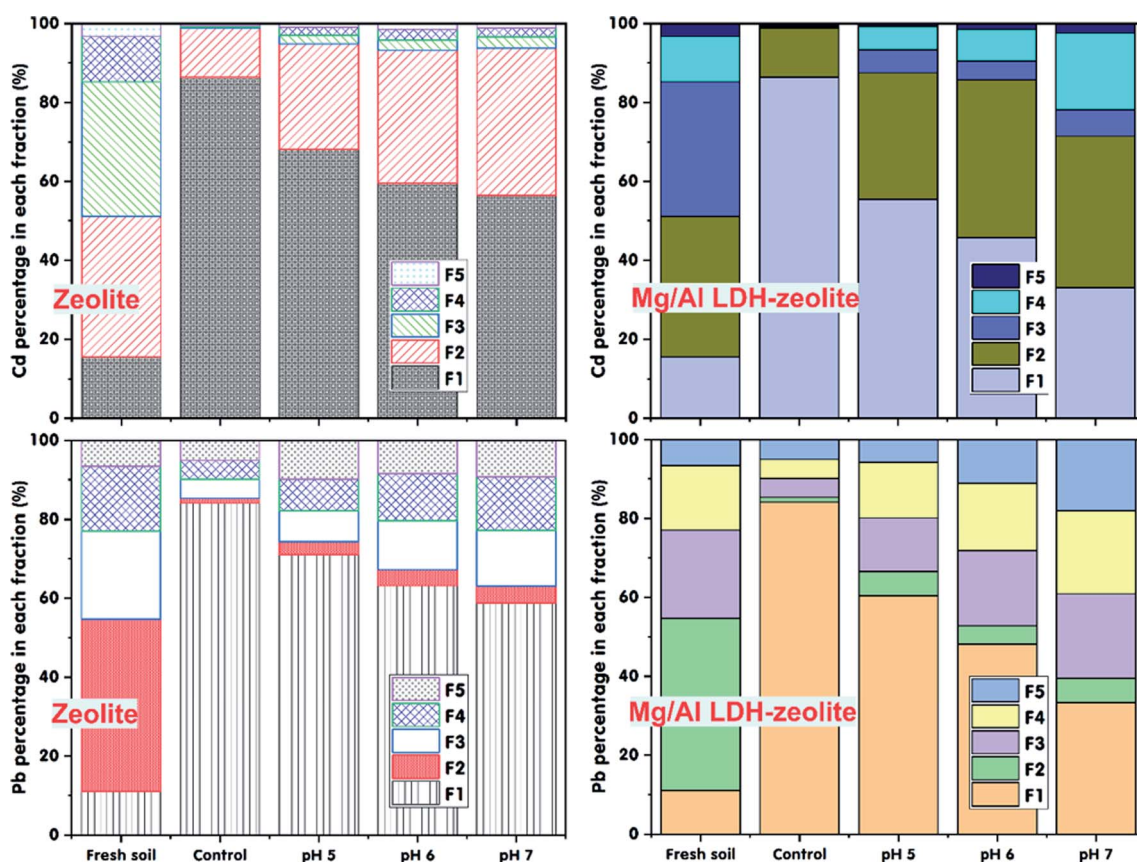 Cd percentage in each fraction (%)
100
80
60
40
20
0
Zeolite
F5
F4
F3
F2
F1
Cd percentage in each fraction (%)
100
80
60
40
20
0
Mg/Al LDH-zeolite
F5
F4
F3
F2
F1
Pb percentage in each fraction (%)
100
80
60
40
20
0
Zeolite
F5
F4
F3
F2
F1
Fresh soil Control pH 5 pH 6 pH 7
Pb percentage in each fraction (%)
100
80
60
40
20
0
Mg/Al LDH-zeolite
F5
F4
F3
F2
F1
Fresh soil Control pH 5 pH 6 pH 7